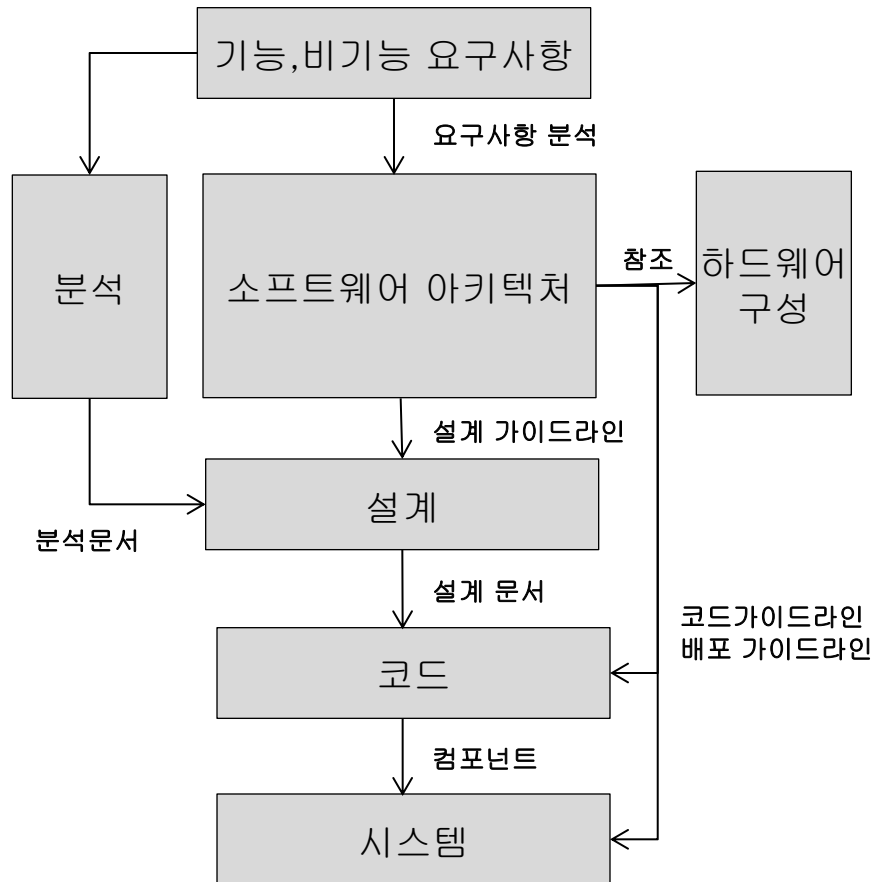 기능,비기능 요구사항
요구사항 분석
분석
소프트웨어 아키텍처
참조
하드웨어
구성
설계 가이드라인
설계
분석문서
설계 문서
코드가이드라인
배포 가이드라인
코드
컴포넌트
시스템